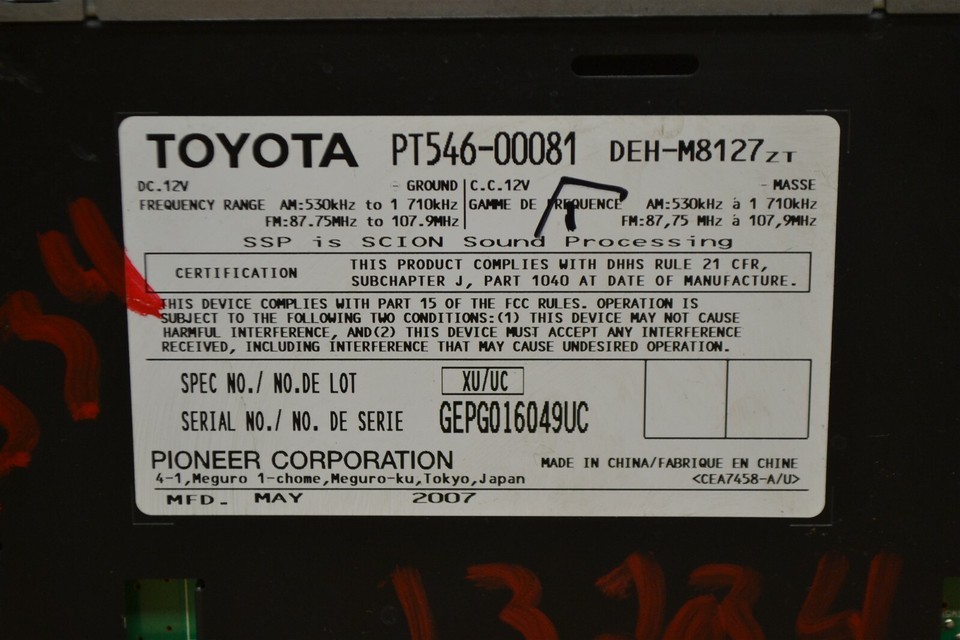 TOYOTA PT546-00081 DEH-M8127ZT
DC.12V - GROUND
FREQUENCY RANGE AM:530kHz to 1 710kHz
FM:87.75MHz to 107.9MHz
C.C.12V - MASSE
GAMME DE FREQUENCE AM:530kHz à 1 710kHz
FM:87,75 MHz à 107,9MHz
SSP is SCION Sound Processing
CERTIFICATION
THIS PRODUCT COMPLIES WITH DHHS RULE 21 CFR,
SUBCHAPTER J, PART 1040 AT DATE OF MANUFACTURE.
THIS DEVICE COMPLIES WITH PART 15 OF THE FCC RULES. OPERATION IS
SUBJECT TO THE FOLLOWING TWO CONDITIONS:(1) THIS DEVICE MAY NOT CAUSE
HARMFUL INTERFERENCE, AND(2) THIS DEVICE MUST ACCEPT ANY INTERFERENCE
RECEIVED, INCLUDING INTERFERENCE THAT MAY CAUSE UNDESIRED OPERATION.
SPEC NO./ NO.DE LOT XU/UC
SERIAL NO./ NO. DE SERIE GEPG016049UC
PIONEER CORPORATION
4-1,Meguro 1-chome,Meguro-ku,Tokyo,Japan
MADE IN CHINA/FABRIQUE EN CHINE
<CEA7458-A/U>
MFD. MAY 2007